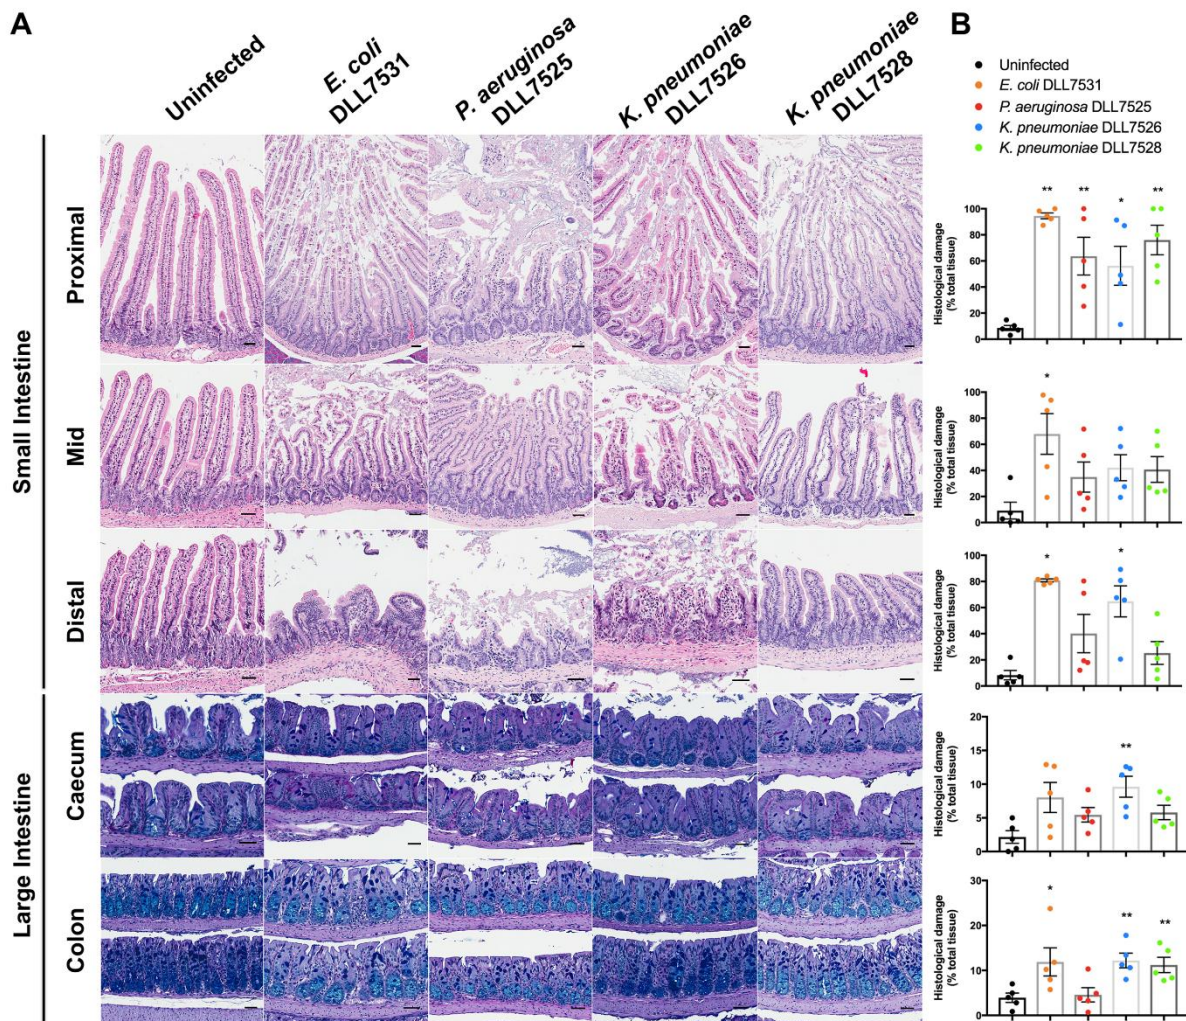 A
Uninfected
E. coli
DLL7531
P. aeruginosa
DLL7525
K. pneumoniae
DLL7526
K. pneumoniae
DLL7528
Small Intestine
Proximal
Mid
Distal
Large Intestine
Caecum
Colon
B
Uninfected
E. coli DLL7531
P. aeruginosa DLL7525
K. pneumoniae DLL7526
K. pneumoniae DLL7528
Histological damage
(% total tissue)
100
80
60
40
20
0
** ** * **
Histological damage
(% total tissue)
100
80
60
40
20
0
*
Histological damage
(% total tissue)
100
80
60
40
20
0
* *
Histological damage
(% total tissue)
20
15
10
5
0
**
Histological damage
(% total tissue)
30
20
10
0
* ** **